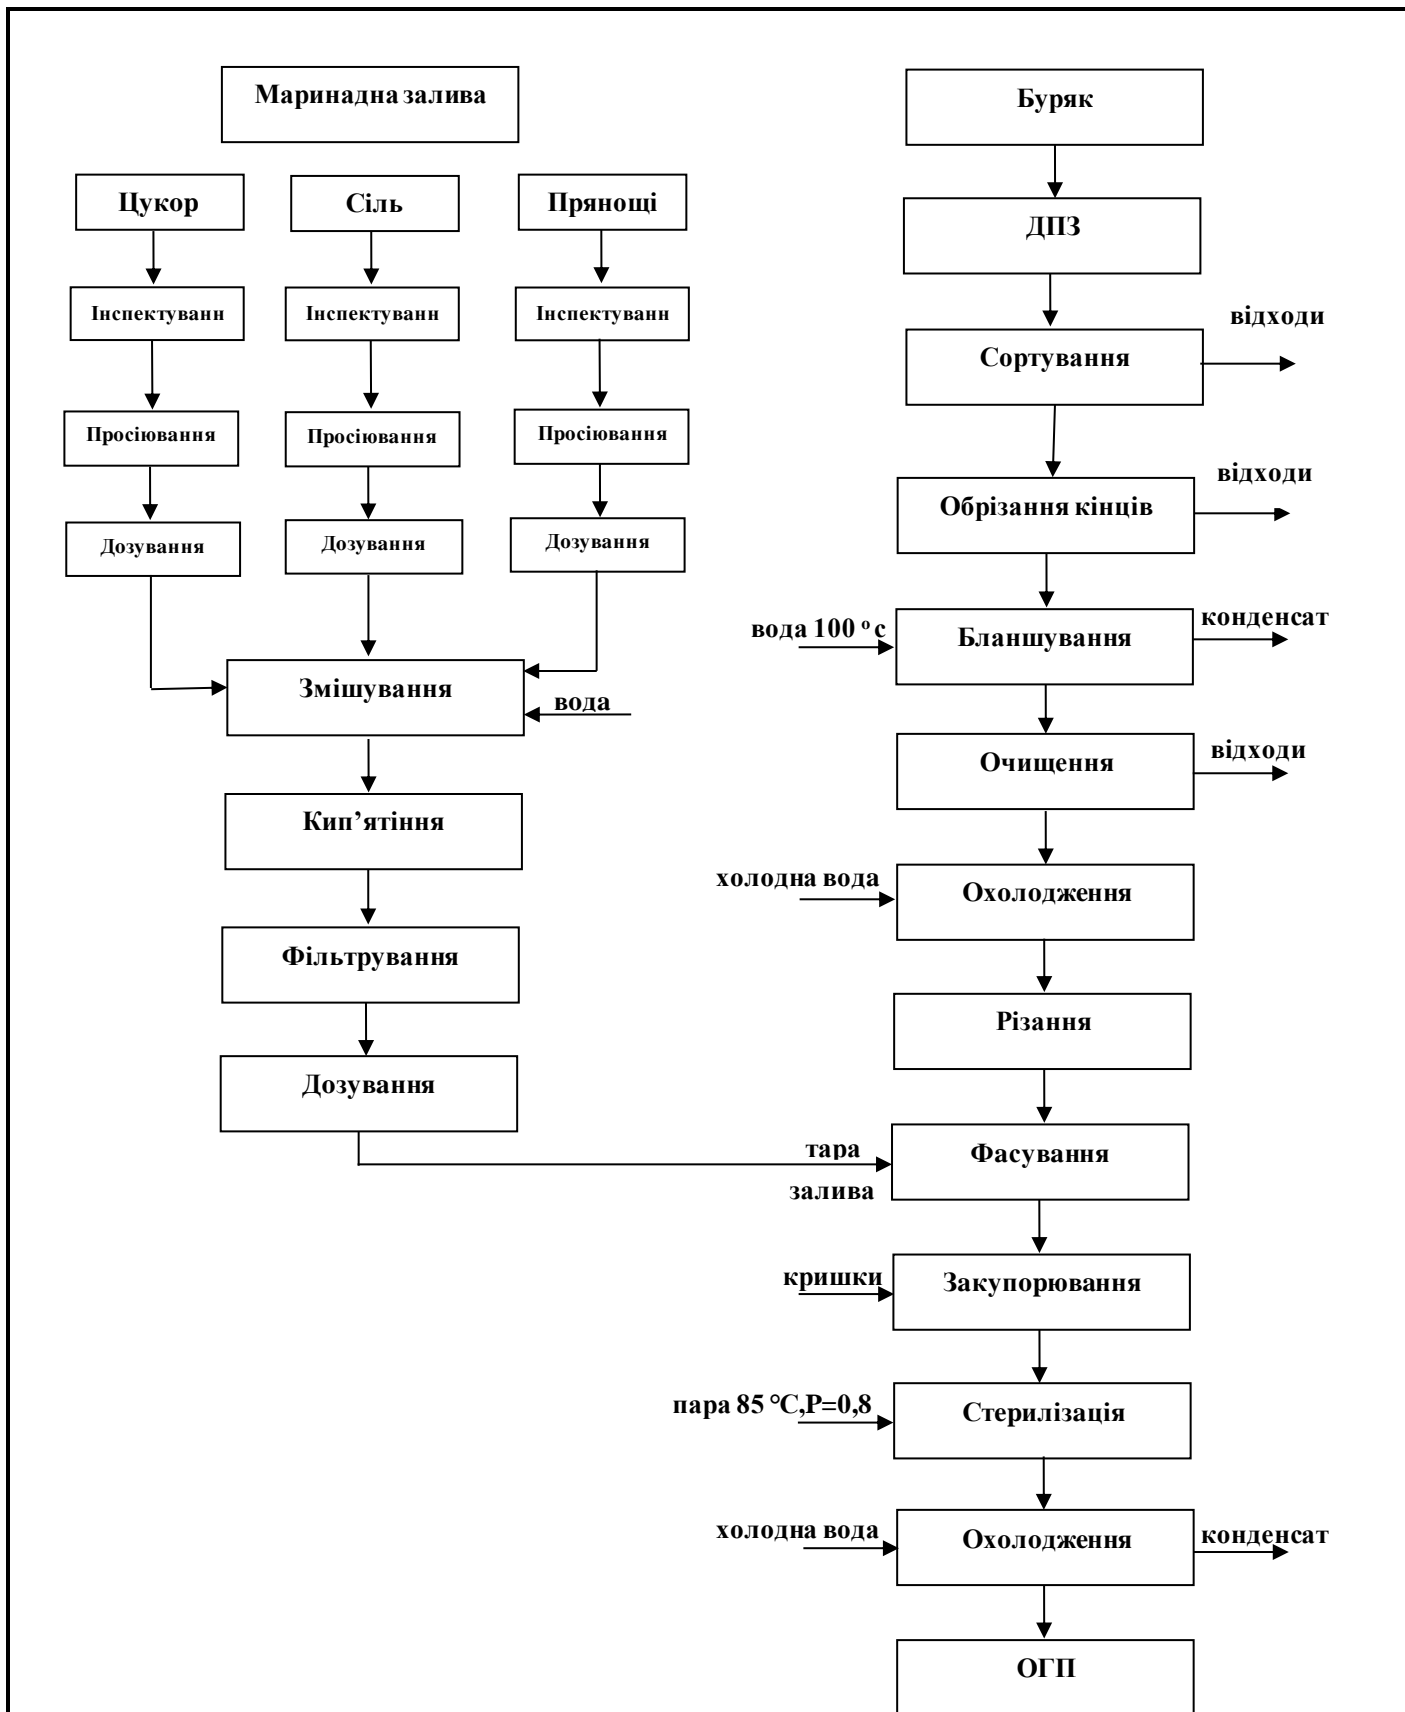 Маринадна залива
Цукор
Сіль
Прянощі
Інспектуванн
Інспектуванн
Інспектуванн
Просіювання
Просіювання
Просіювання
Дозування
Дозування
Дозування
Змішування
вода
Кип’ятіння
Фільтрування
Дозування
Буряк
ДПЗ
відходи
Сортування
відходи
Обрізання кінців
вода 100 ° с
Бланшування
конденсат
Очищення
відходи
холодна вода
Охолодження
Різання
тара
Фасування
залива
кришки
Закупорювання
пара 85 °С,Р=0,8
Стерилізація
холодна вода
Охолодження
конденсат
ОГП